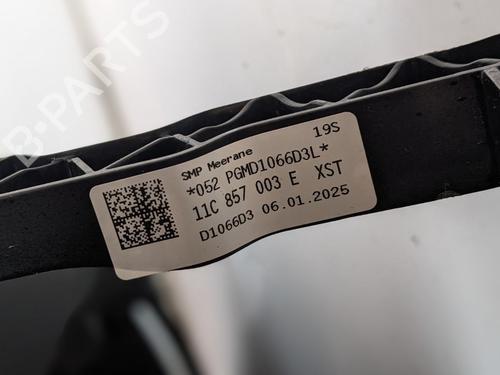 B-PARTS
SMP Meerane 19S
*052 PGMD1066D3L*
11C 857 003 E XST
D1066D3 06.01.2025